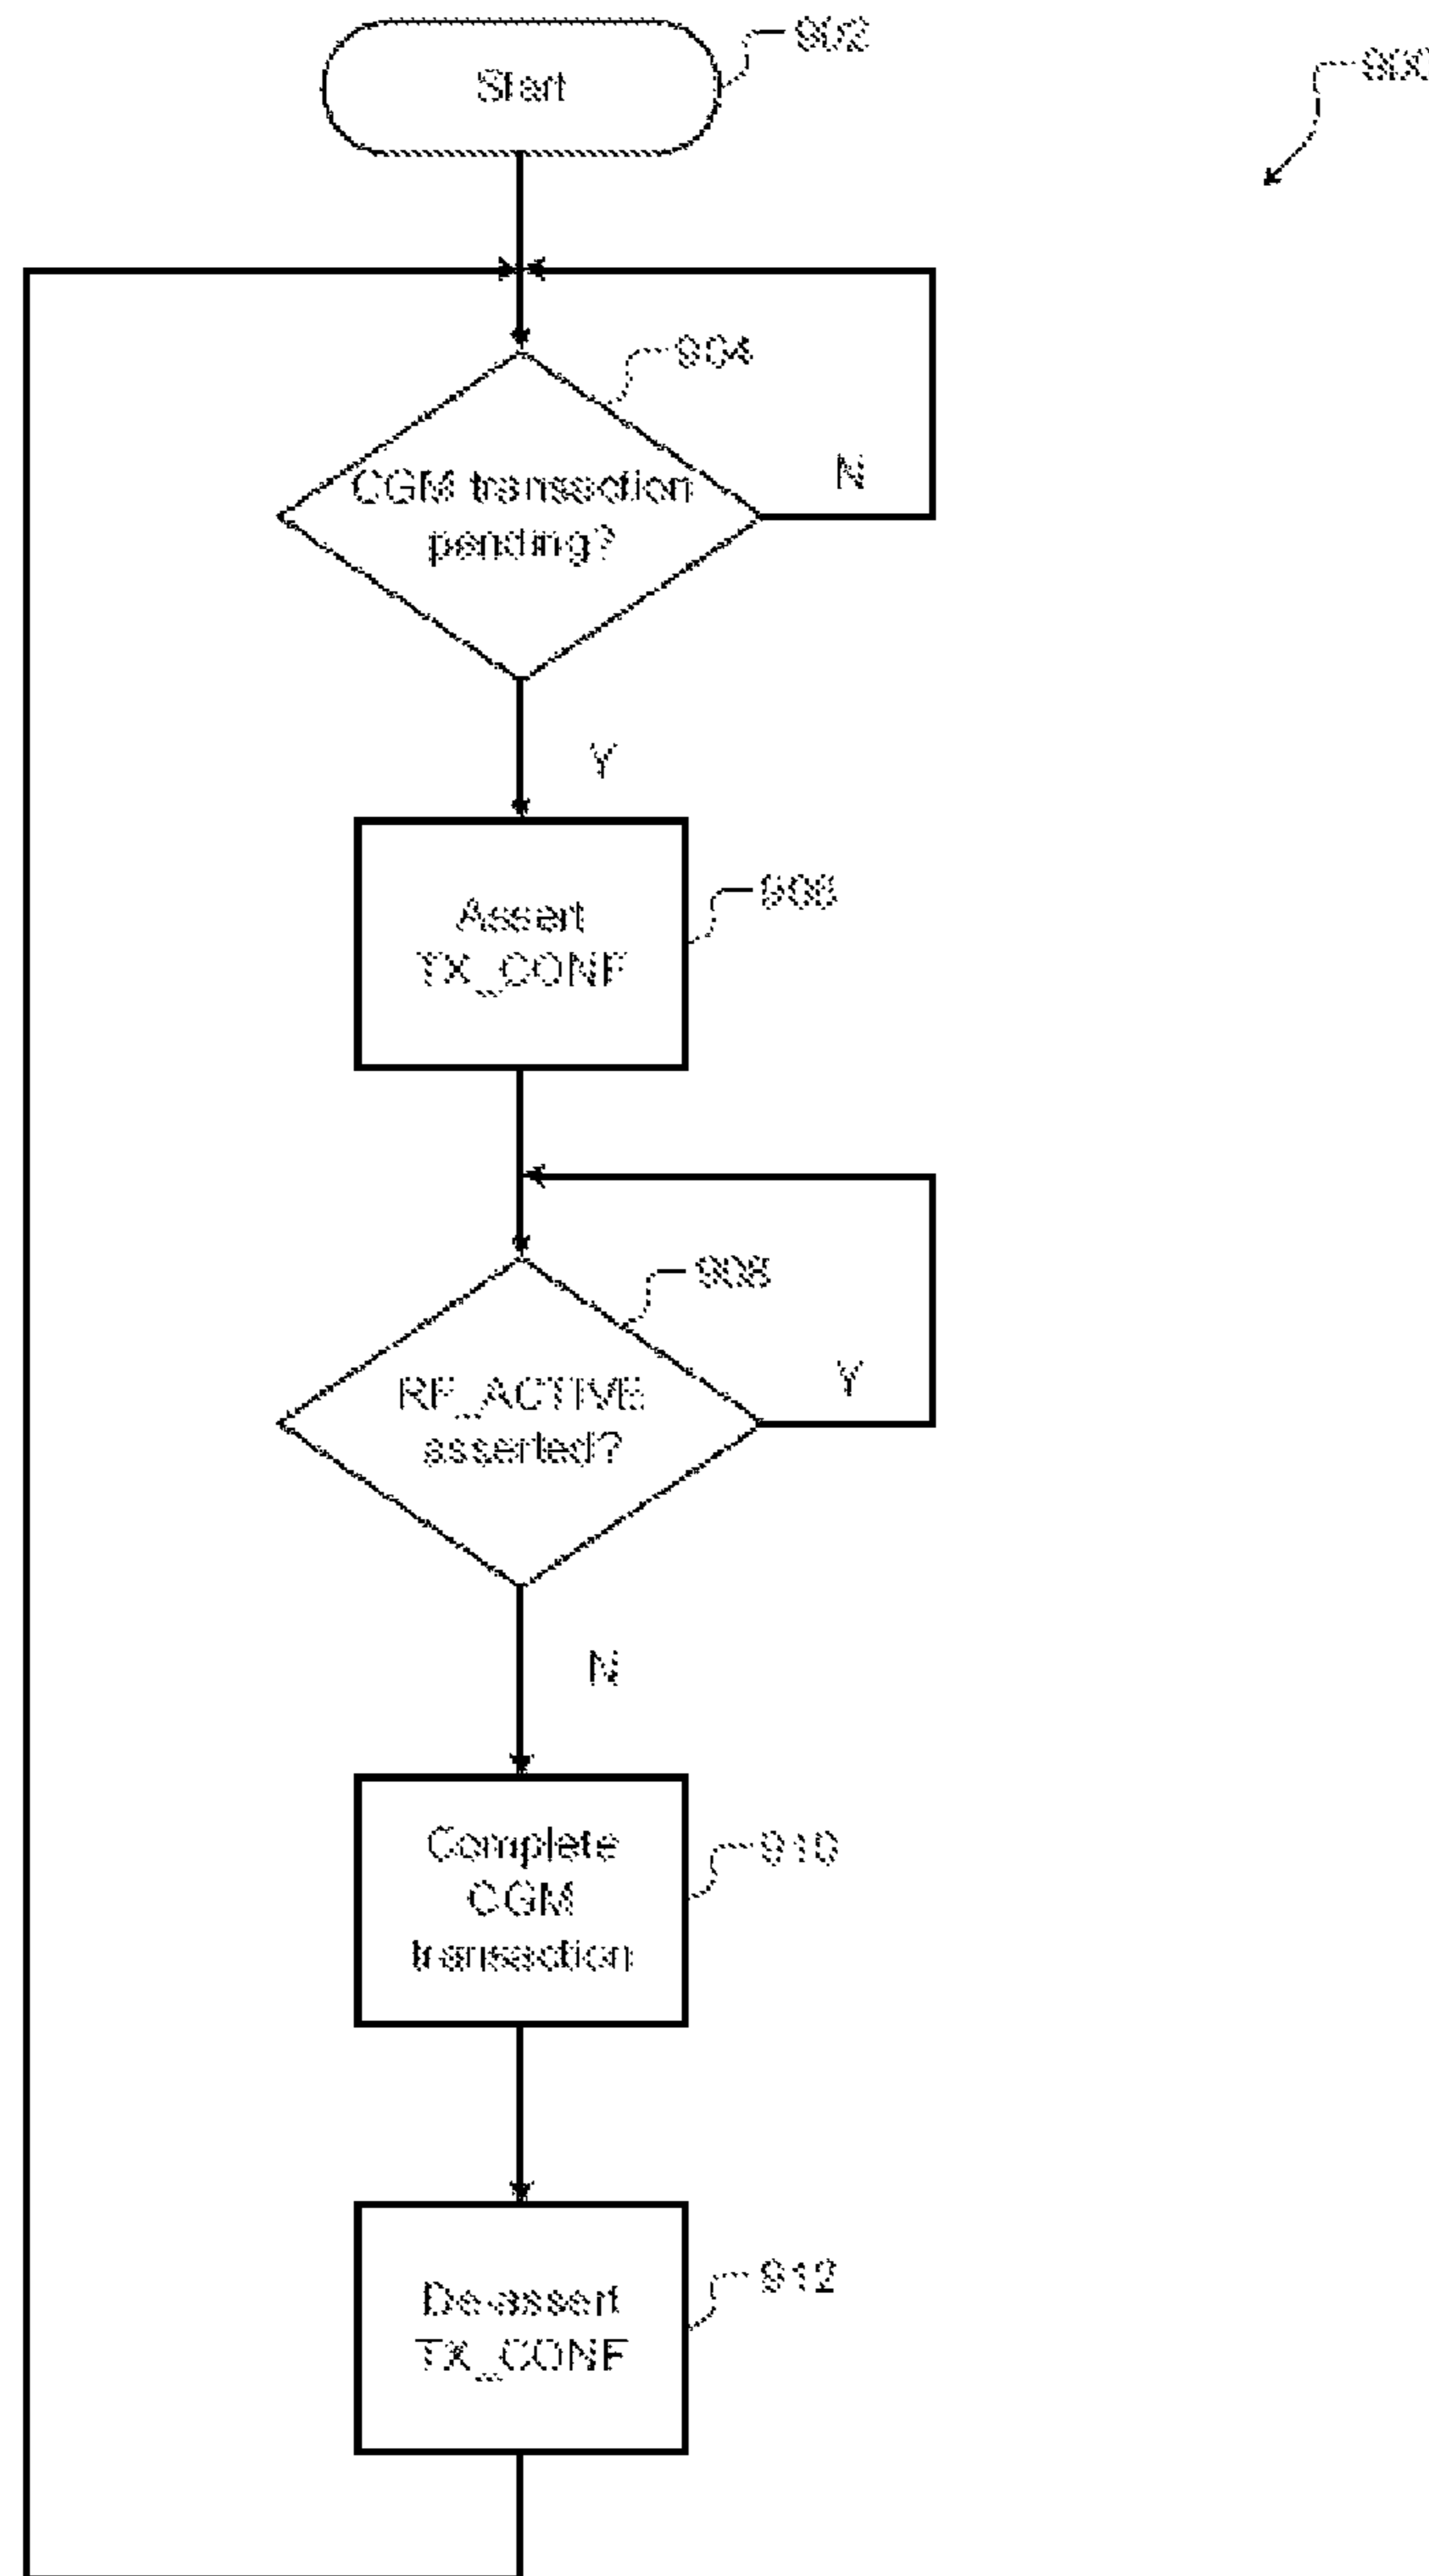 902
900
Start
904
CGM transaction
pending?
N
Y
906
Assert
TX_CONF
908
RF_ACTIVE
asserted?
Y
N
910
Complete
CGM
transaction
912
De-assert
TX_CONF